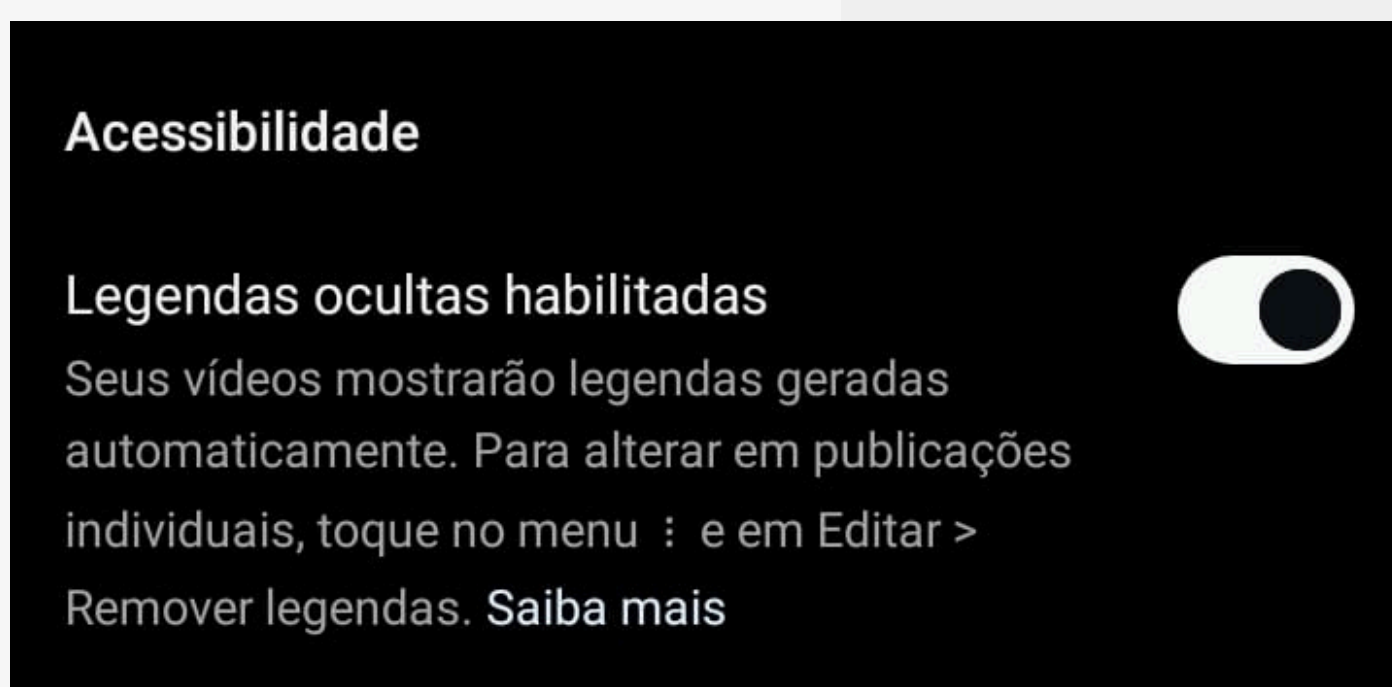 Acessibilidade
Legendas ocultas habilitadas
Seus vídeos mostrarão legendas geradas
automaticamente. Para alterar em publicações
individuais, toque no menu ⋮ e em Editar >
Remover legendas. Saiba mais